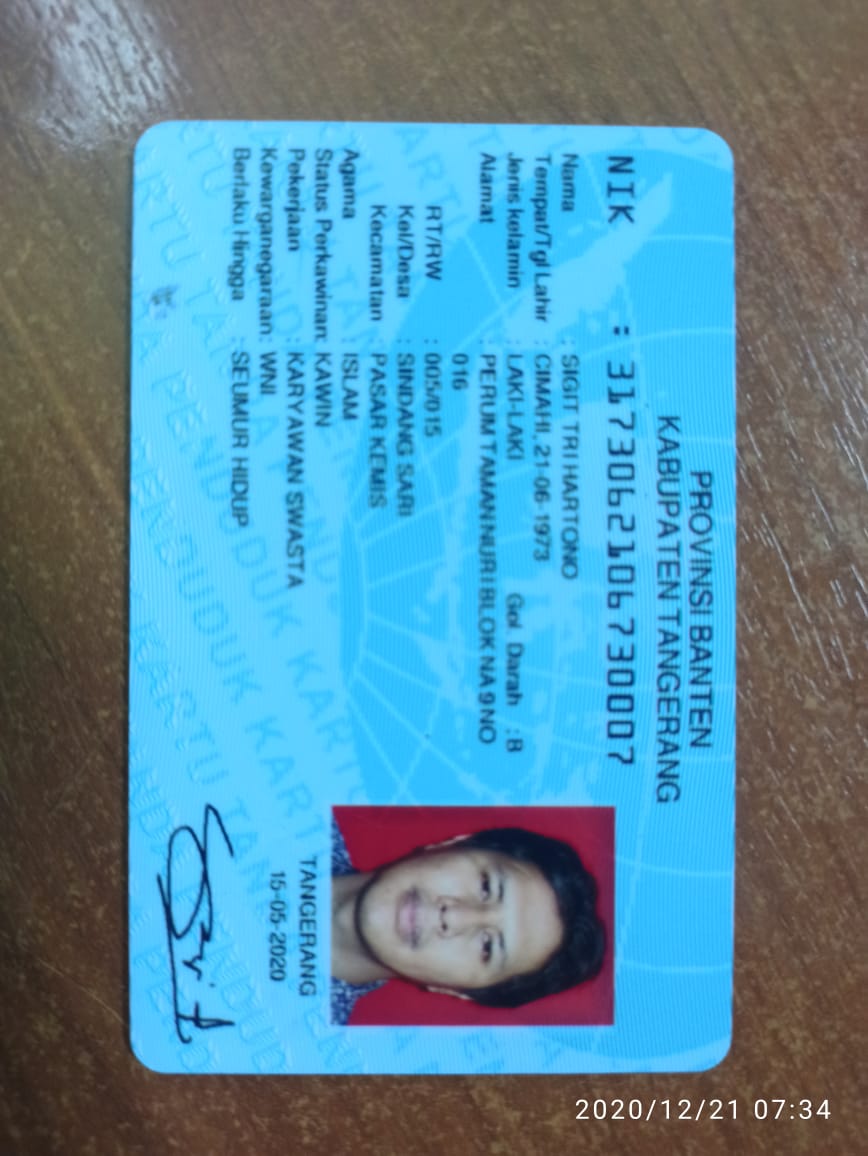 PROVINSI BANTEN
KABUPATEN TANGERANG
NIK : 3173062106730007
Nama : SIGIT TRI HARTONO
Tempat/Tgl Lahir : CIMAHI, 21-06-1973
Jenis kelamin : LAKI-LAKI Gol. Darah : B
Alamat : PERUM TAMAN NURI BLOK NA 9 NO
016
RT/RW : 005/015
Kel/Desa : SINDANG SARI
Kecamatan : PASAR KEMIS
Agama : ISLAM
Status Perkawinan: KAWIN
Pekerjaan : KARYAWAN SWASTA
Kewarganegaraan: WNI
Berlaku Hingga : SEUMUR HIDUP
TANGERANG
15-05-2020
2020/12/21 07:34